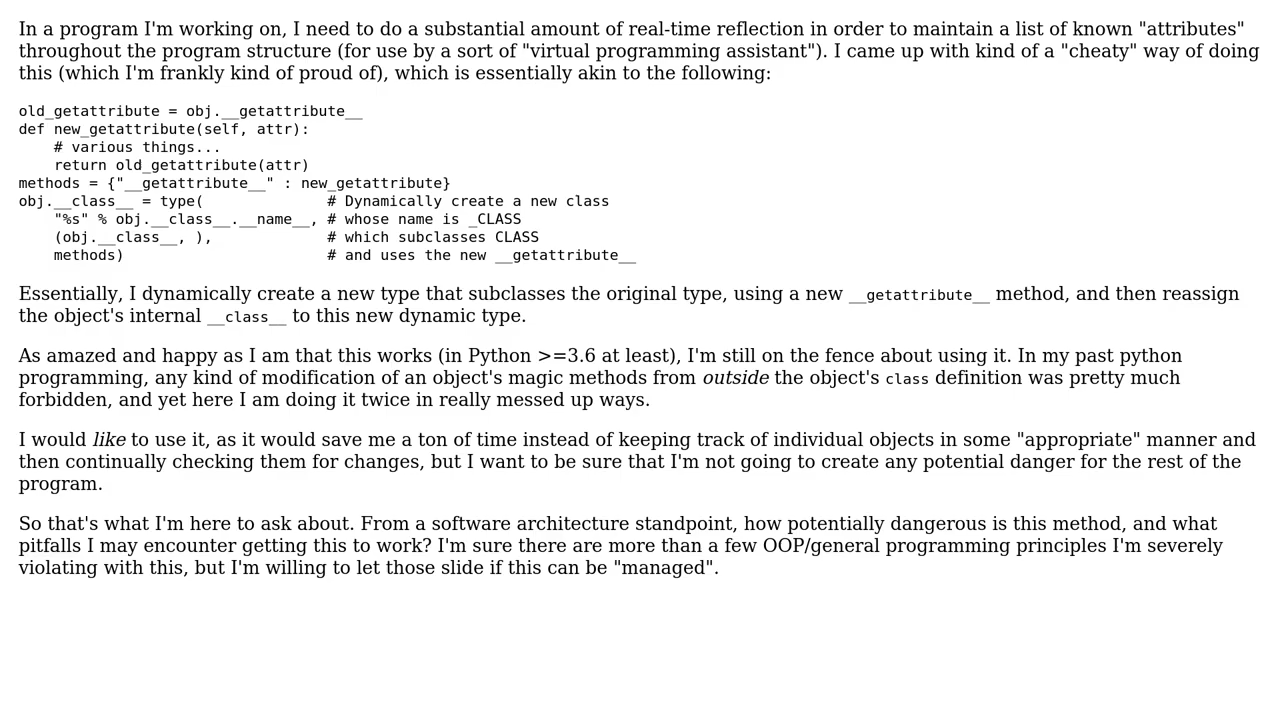 In a program I'm working on, I need to do a substantial amount of real-time reflection in order to maintain a list of known "attributes"
throughout the program structure (for use by a sort of "virtual programming assistant"). I came up with kind of a "cheaty" way of doing
this (which I'm frankly kind of proud of), which is essentially akin to the following:
old_getattribute = obj.__getattribute__
def new_getattribute(self, attr):
    # various things...
    return old_getattribute(attr)
methods = {"__getattribute__" : new_getattribute}
obj.__class__ = type(              # Dynamically create a new class
    "%s" % obj.__class__.__name__, # whose name is _CLASS
    (obj.__class__, ),             # which subclasses CLASS
    methods)                       # and uses the new __getattribute__
Essentially, I dynamically create a new type that subclasses the original type, using a new __getattribute__ method, and then reassign
the object's internal __class__ to this new dynamic type.
As amazed and happy as I am that this works (in Python >=3.6 at least), I'm still on the fence about using it. In my past python
programming, any kind of modification of an object's magic methods from outside the object's class definition was pretty much
forbidden, and yet here I am doing it twice in really messed up ways.
I would like to use it, as it would save me a ton of time instead of keeping track of individual objects in some "appropriate" manner and
then continually checking them for changes, but I want to be sure that I'm not going to create any potential danger for the rest of the
program.
So that's what I'm here to ask about. From a software architecture standpoint, how potentially dangerous is this method, and what
pitfalls I may encounter getting this to work? I'm sure there are more than a few OOP/general programming principles I'm severely
violating with this, but I'm willing to let those slide if this can be "managed".